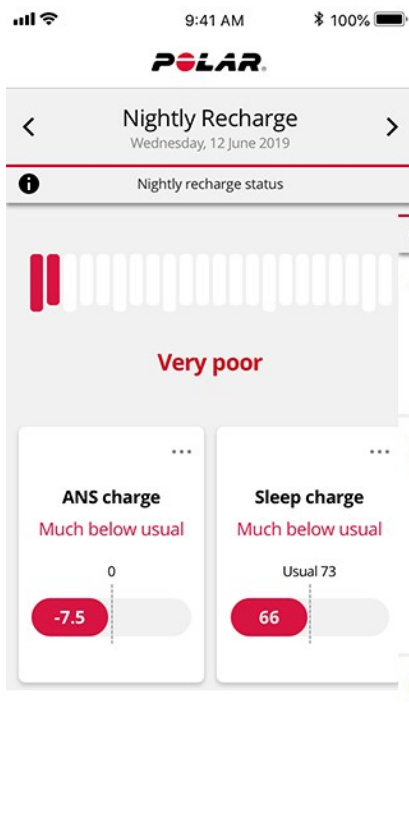 9:41 AM 100%
POLAR.
Nightly Recharge
Wednesday, 12 June 2019
Nightly recharge status
Very poor
ANS charge
Much below usual
0
-7.5
Sleep charge
Much below usual
Usual 73
66